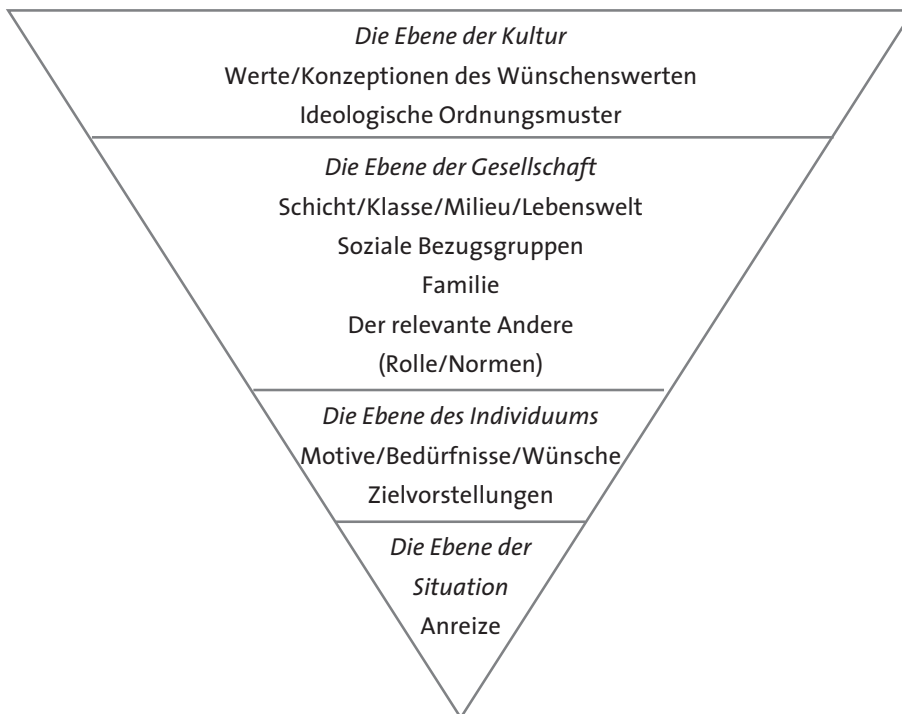 Die Ebene der Kultur
Werte/Konzeptionen des Wünschenswerten
Ideologische Ordnungsmuster
Die Ebene der Gesellschaft
Schicht/Klasse/Milieu/Lebenswelt
Soziale Bezugsgruppen
Familie
Der relevante Andere
(Rolle/Normen)
Die Ebene des Individuums
Motive/Bedürfnisse/Wünsche
Zielvorstellungen
Die Ebene der
Situation
Anreize